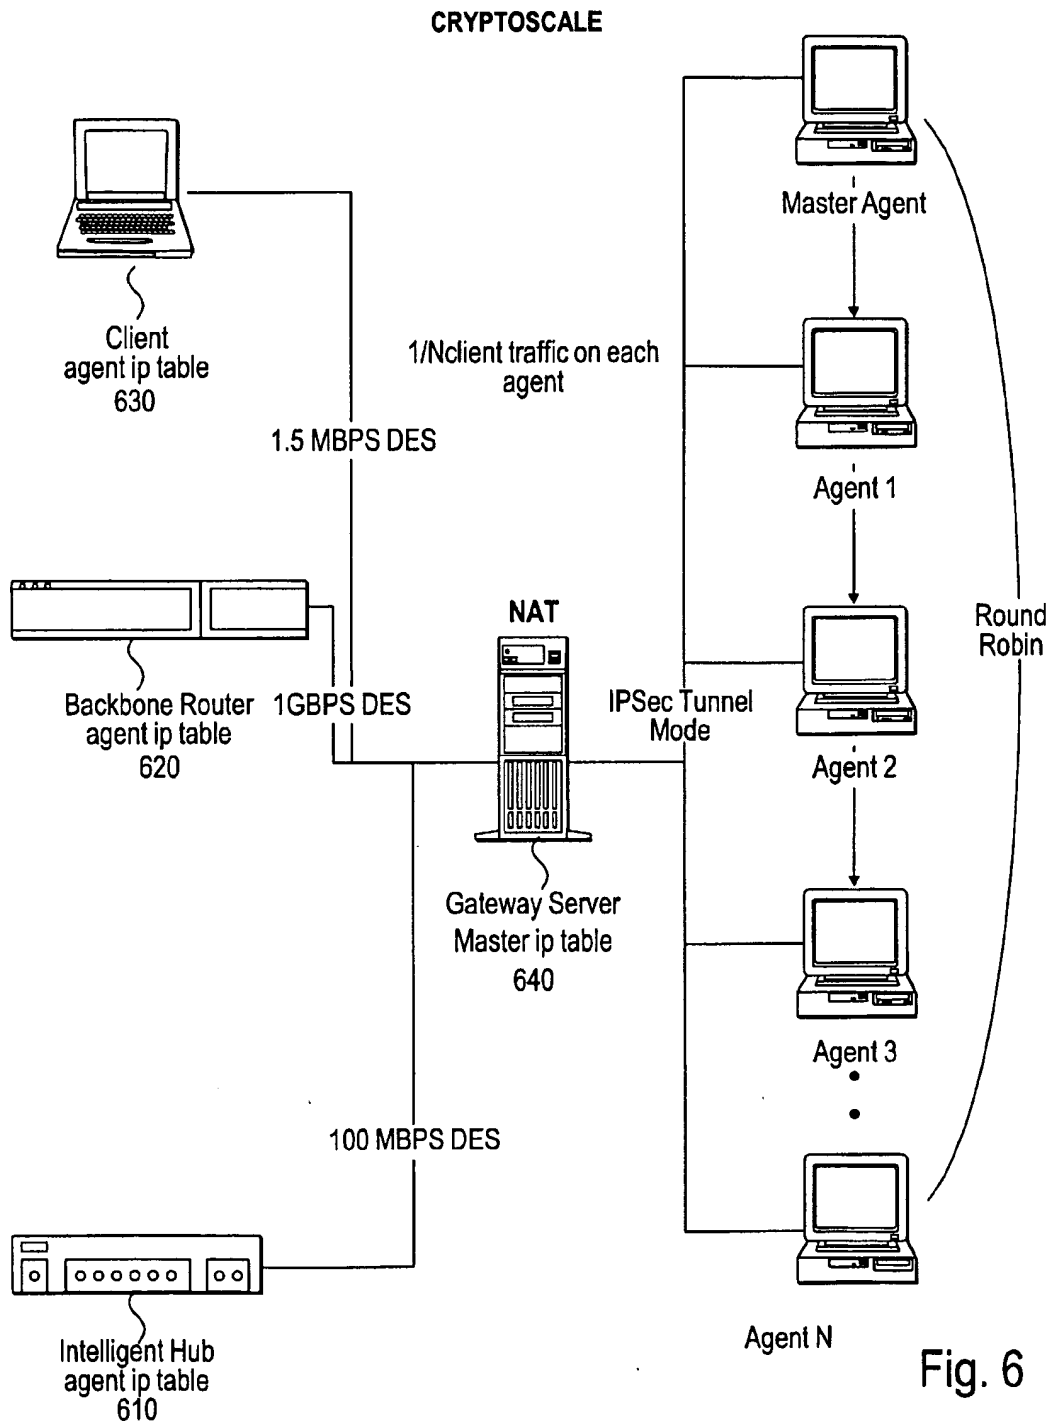 CRYPTOSCALE
Master Agent
Client
agent ip table
630
1/Nclient traffic on each
agent
1.5 MBPS DES
Agent 1
NAT
Round
Robin
Backbone Router
agent ip table
620
1GBPS DES
IPSec Tunnel
Mode
Agent 2
Gateway Server
Master ip table
640
Agent 3
100 MBPS DES
Intelligent Hub
agent ip table
610
Agent N
Fig. 6